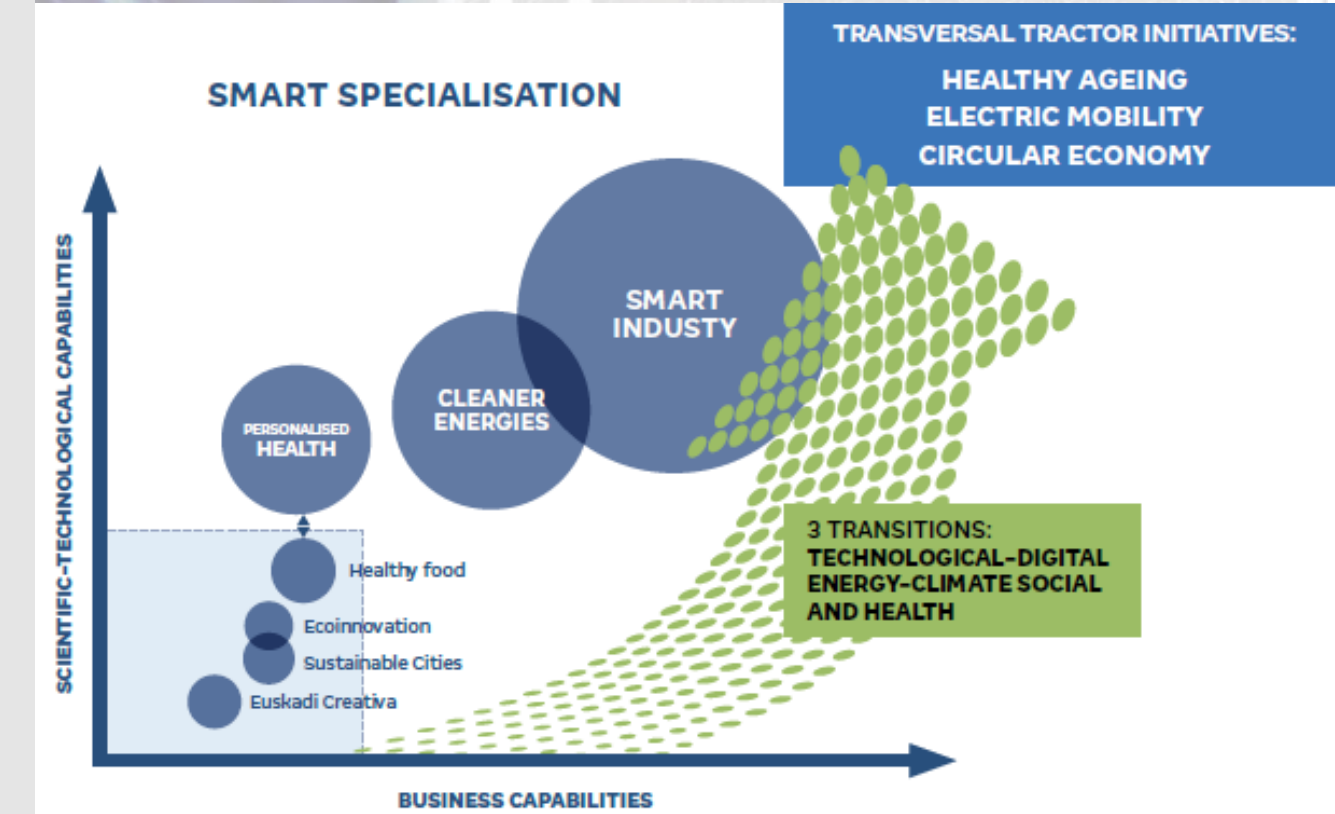 TRANSVERSAL TRACTOR INITIATIVES:
HEALTHY AGEING
ELECTRIC MOBILITY
CIRCULAR ECONOMY
SMART SPECIALISATION
SCIENTIFIC-TECHNOLOGICAL CAPABILITIES
SMART
INDUSTY
CLEANER
ENERGIES
PERSONALISED
HEALTH
3 TRANSITIONS:
TECHNOLOGICAL-DIGITAL
ENERGY-CLIMATE SOCIAL
AND HEALTH
Healthy food
Ecoinnovation
Sustainable Cities
Euskadi Creativa
BUSINESS CAPABILITIES